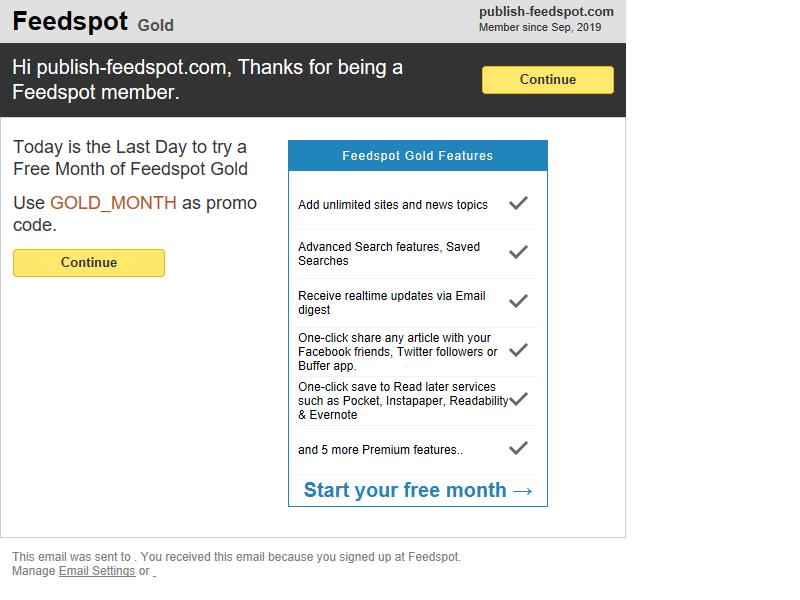 Feedspot Gold
publish-feedspot.com
Member since Sep, 2019
Hi publish-feedspot.com, Thanks for being a
Feedspot member.
Continue
Today is the Last Day to try a
Free Month of Feedspot Gold
Use GOLD_MONTH as promo
code.
Continue
Feedspot Gold Features
Add unlimited sites and news topics
Advanced Search features, Saved
Searches
Receive realtime updates via Email
digest
One-click share any article with your
Facebook friends, Twitter followers or
Buffer app.
One-click save to Read later services
such as Pocket, Instapaper, Readability
& Evernote
and 5 more Premium features..
Start your free month →
This email was sent to . You received this email because you signed up at Feedspot.
Manage Email Settings or